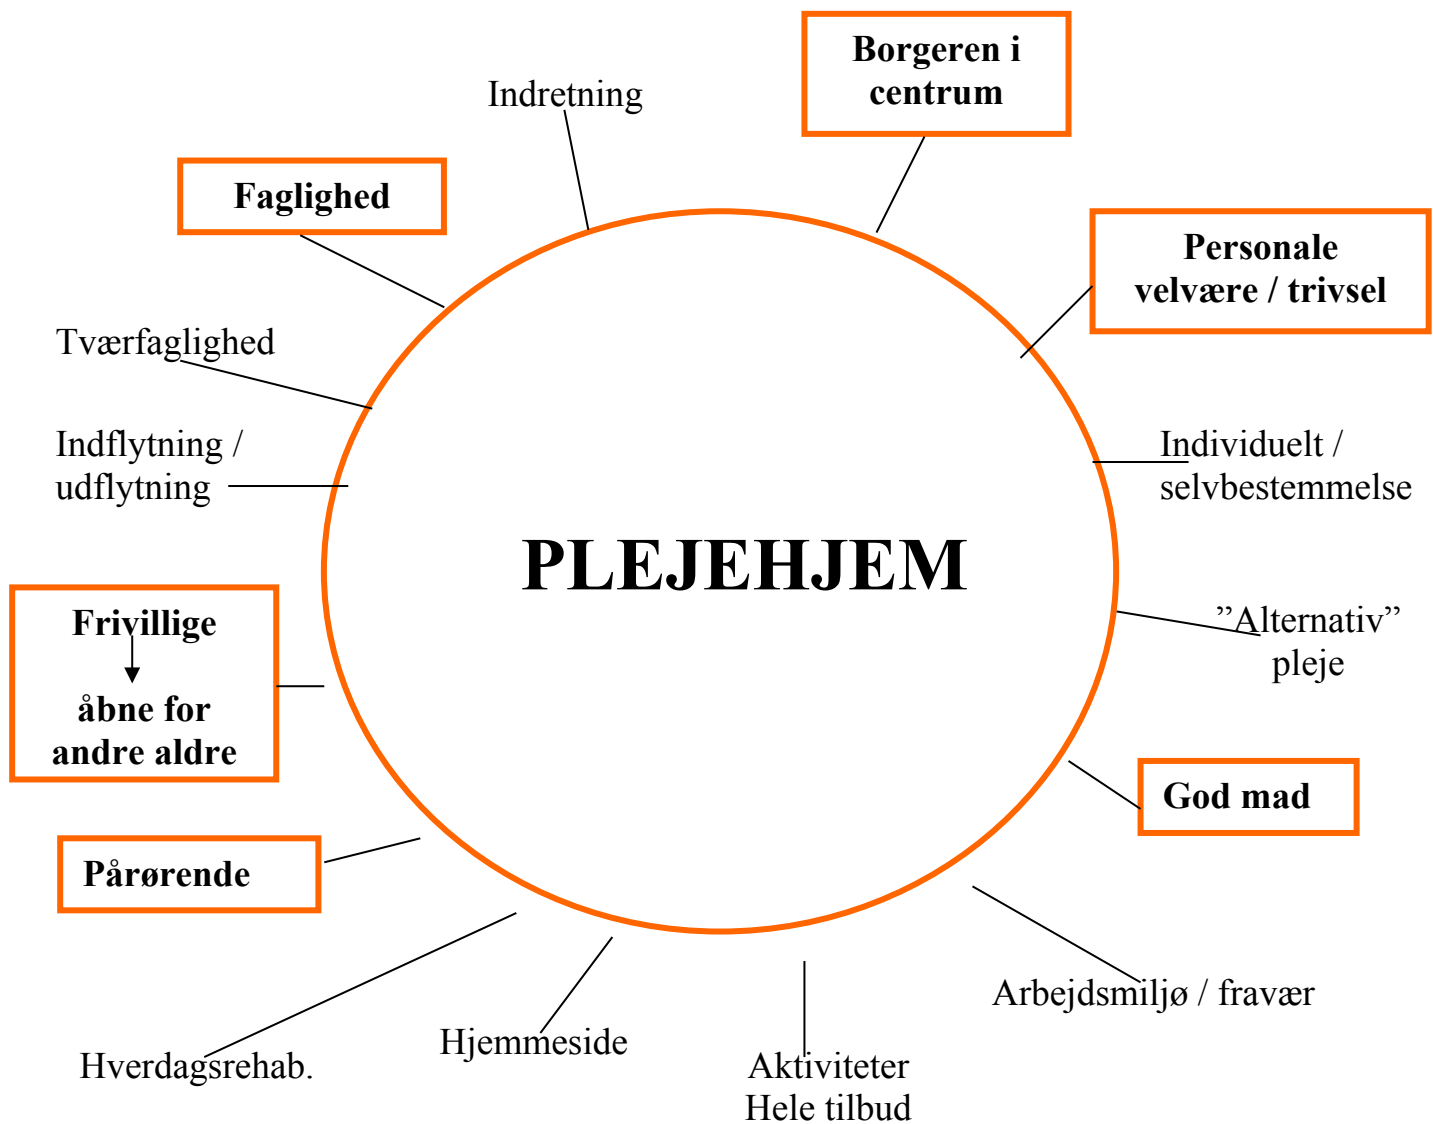 Borgeren i
centrum
Indretning
Faglighed
Personale
velvære / trivsel
Tværfaglighed
Indflytning /
udflytning
Individuelt /
selvbestemmelse
PLEJEHJEM
Frivillige
åbne for
andre aldre
”Alternativ”
pleje
God mad
Pårørende
Arbejdsmiljø / fravær
Hjemmeside
Hverdagsrehab.
Aktiviteter
Hele tilbud